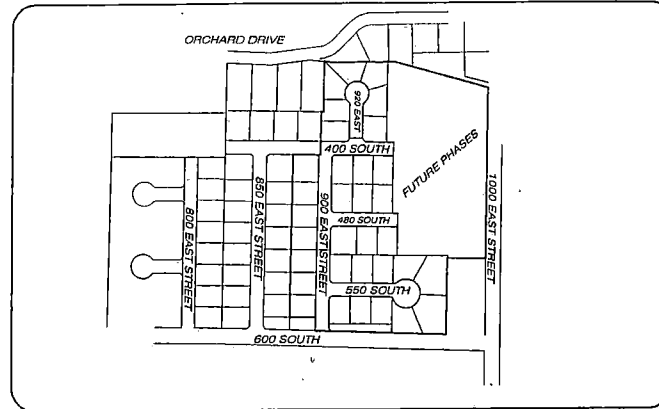 ORCHARD DRIVE
920 EAST
400 SOUTH
FUTURE PHASES
1000 EAST STREET
800 EAST STREET
850 EAST STREET
900 EAST STREET
480 SOUTH
550 SOUTH
600 SOUTH